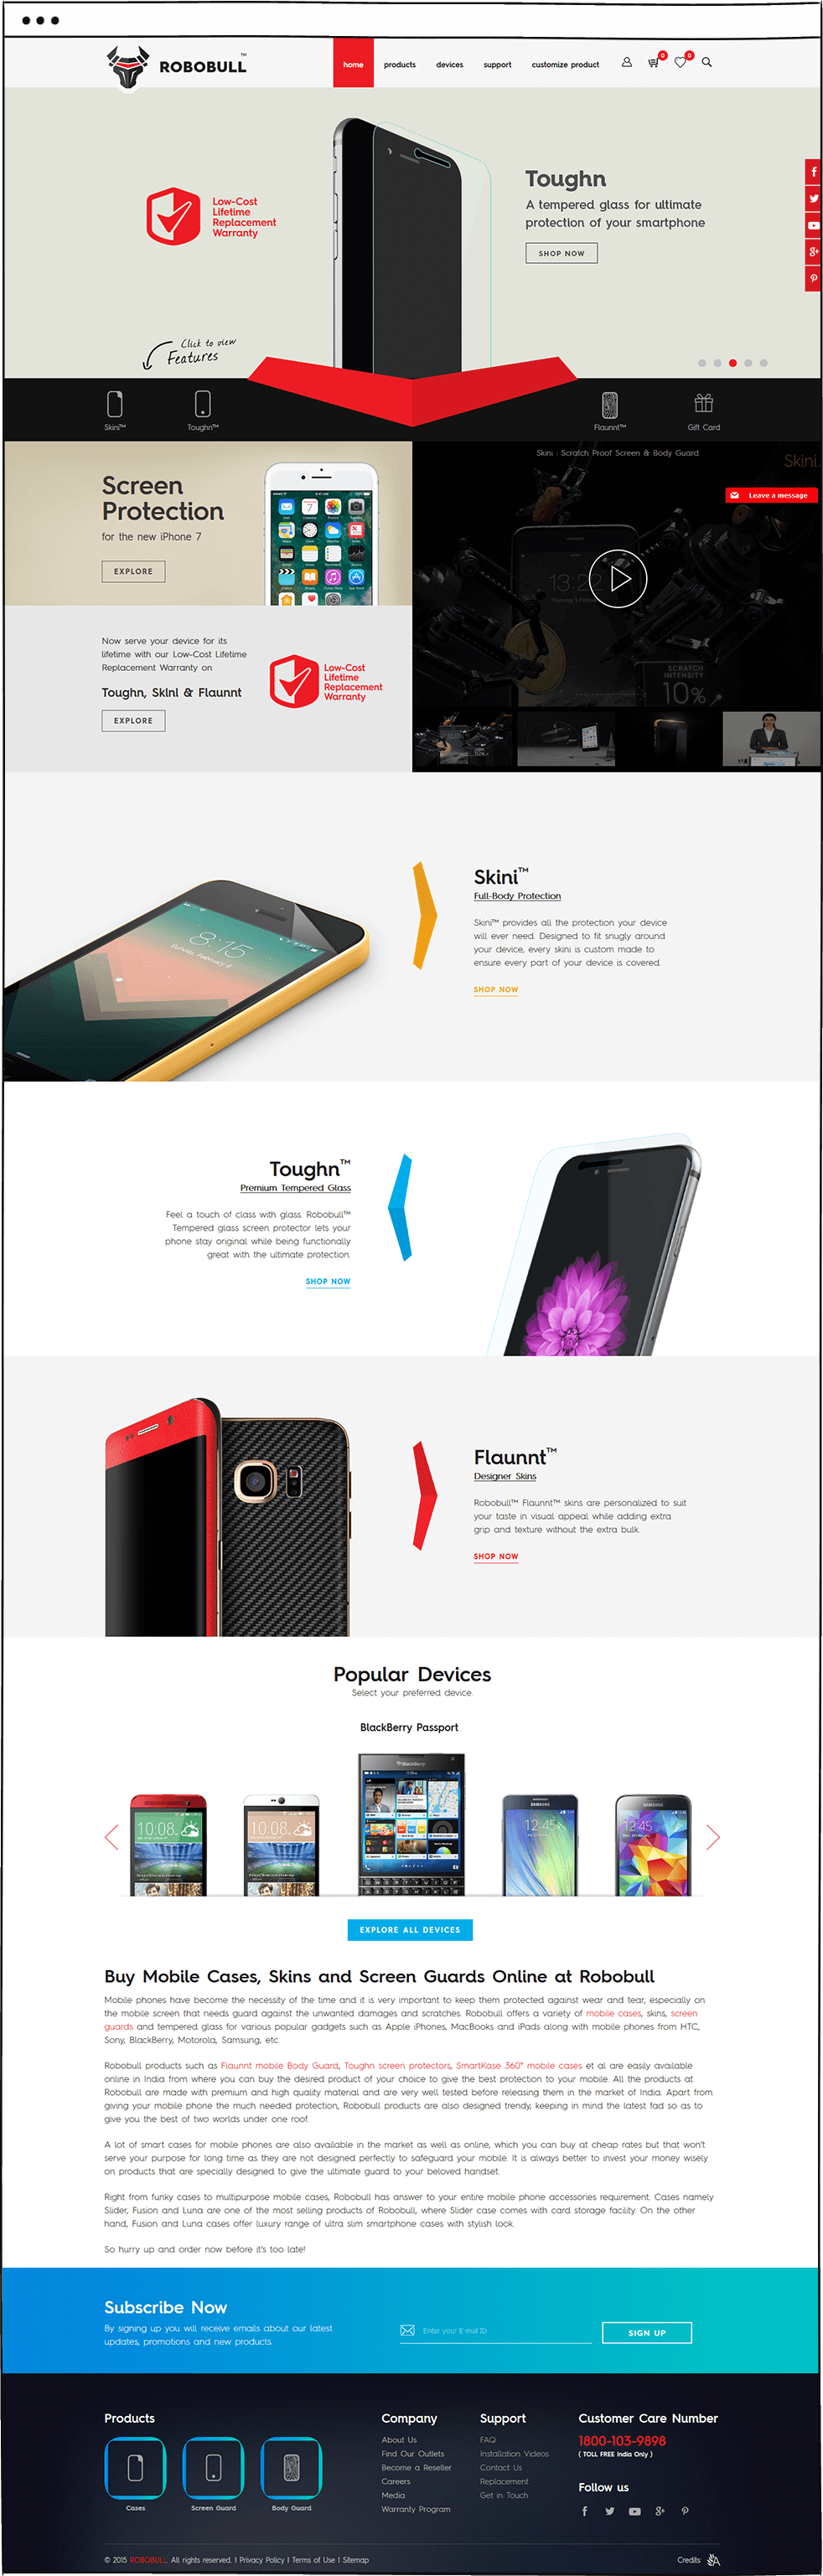 ROBOBULL™
home products devices support customize product 0 0
Low-Cost
Lifetime
Replacement
Warranty
Toughn
A tempered glass for ultimate
protection of your smartphone
SHOP NOW
Click to view
Features
Skini™ Toughn™ Flaunnt™ Gift Card
Screen
Protection
for the new iPhone 7
EXPLORE
Skini : Scratch Proof Screen & Body Guard
Skini
Leave a message
13:22
SCRATCH
INTENSITY
10%
Now serve your device for its
lifetime with our Low-Cost Lifetime
Replacement Warranty on
Toughn, Skinl & Flaunnt
EXPLORE
Low-Cost
Lifetime
Replacement
Warranty
8:15
Sunday, February 8
Skini™
Full-Body Protection
Skini™ provides all the protection your device
will ever need. Designed to fit snugly around
your device, every skini is custom made to
ensure every part of your device is covered.
SHOP NOW
Toughn™
Premium Tempered Glass
Feel a touch of class with glass. Robobull™
Tempered glass screen protector lets your
phone stay original while being functionally
great with the ultimate protection.
SHOP NOW
Flaunnt™
Designer Skins
Robobull™ Flaunnt™ skins are personalized to suit
your taste in visual appeal while adding extra
grip and texture without the extra bulk.
SHOP NOW
Popular Devices
Select your preferred device.
BlackBerry Passport
BlackBerry
10:08 10:08 SAMSUNG 12:45 SAMSUNG 12:45
EXPLORE ALL DEVICES
Buy Mobile Cases, Skins and Screen Guards Online at Robobull
Mobile phones have become the necessity of the time and it is very important to keep them protected against wear and tear, especially on
the mobile screen that needs guard against the unwanted damages and scratches. Robobull offers a variety of mobile cases, skins, screen
guards and tempered glass for various popular gadgets such as Apple iPhones, MacBooks and iPads along with mobile phones from HTC,
Sony, BlackBerry, Motorola, Samsung, etc.
Robobull products such as Flaunnt mobile Body Guard, Toughn screen protectors, SmartKase 360° mobile cases et al are easily available
online in India from where you can buy the desired product of your choice to give the best protection to your mobile. All the products at
Robobull are made with premium and high quality material and are very well tested before releasing them in the market of India. Apart from
giving your mobile phone the much needed protection, Robobull products are also designed trendy, keeping in mind the latest fad so as to
give you the best of two worlds under one roof.
A lot of smart cases for mobile phones are also available in the market as well as online, which you can buy at cheap rates but that won't
serve your purpose for long time as they are not designed perfectly to safeguard your mobile. It is always better to invest your money wisely
on products that are specially designed to give the ultimate guard to your beloved handset.
Right from funky cases to multipurpose mobile cases, Robobull has answer to your entire mobile phone accessories requirement. Cases namely
Slider, Fusion and Luna are one of the most selling products of Robobull, where Slider case comes with card storage facility. On the other
hand, Fusion and Luna cases offer luxury range of ultra slim smartphone cases with stylish look.
So hurry up and order now before it's too late!
Subscribe Now
By signing up you will receive emails about our latest
updates, promotions and new products.
Enter your E-mail ID
SIGN UP
Products
Cases Screen Guard Body Guard
Company
About Us
Find Our Outlets
Become a Reseller
Careers
Media
Warranty Program
Support
FAQ
Installation Videos
Contact Us
Replacement
Get in Touch
Customer Care Number
1800-103-9898
( TOLL FREE India Only )
Follow us
© 2015 ROBOBULL. All rights reserved. | Privacy Policy | Terms of Use | Sitemap
Credits: